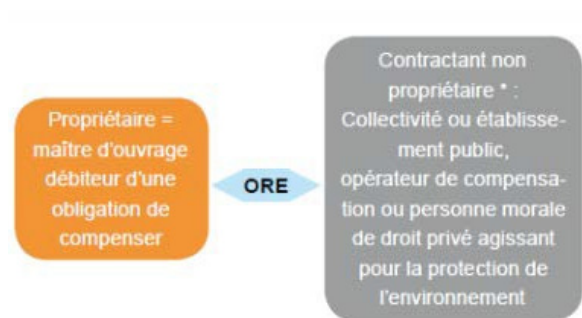 Propriétaire =
maître d'ouvrage
débiteur d'une
obligation de
compenser
ORE
Contractant non
propriétaire * :
Collectivité ou établisse-
ment public,
opérateur de compensa-
tion ou personne morale
de droit privé agissant
pour la protection de
l'environnement